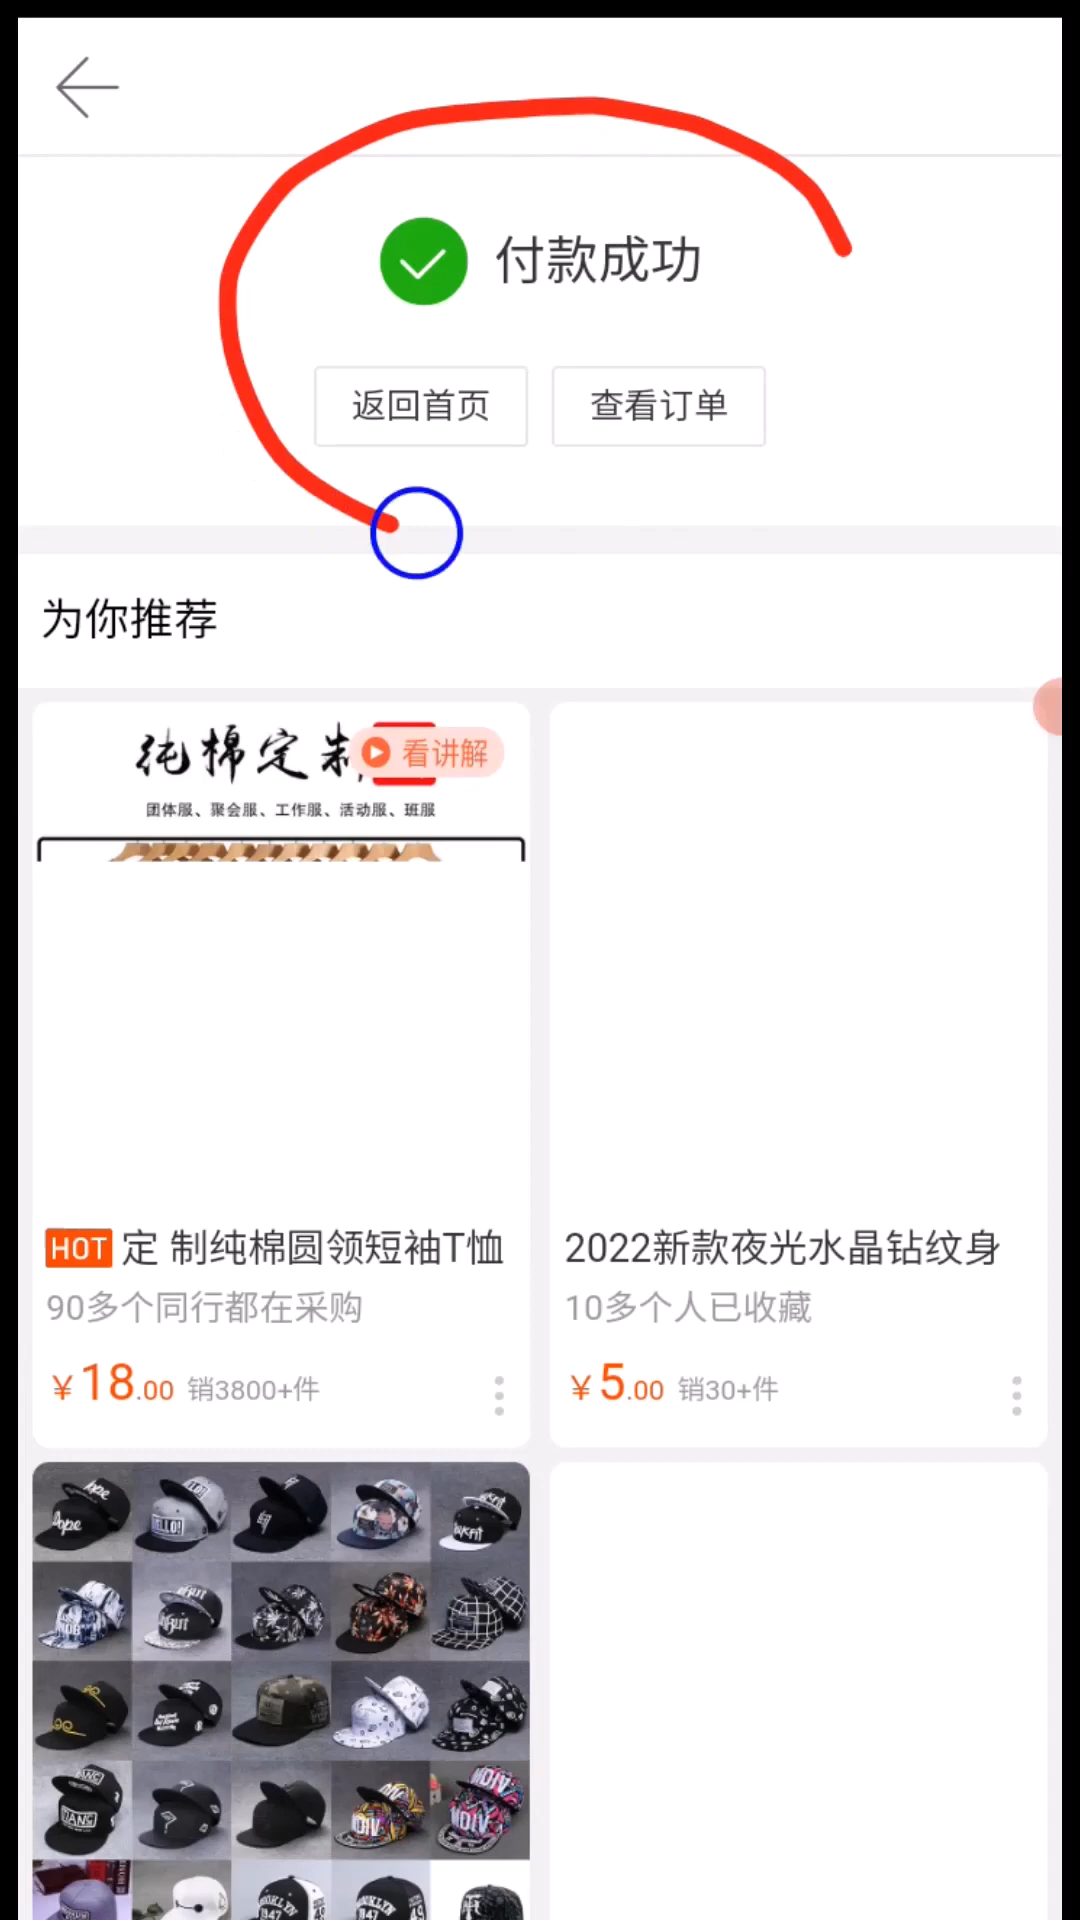 付款成功
返回首页 查看订单
为你推荐
纯棉定制
看讲解
团体服、聚会服、工作服、活动服、班服
HOT 定 制纯棉圆领短袖T恤
90多个同行都在采购
¥18.00 销3800+件
2022新款夜光水晶钻纹身
10多个人已收藏
¥5.00 销30+件